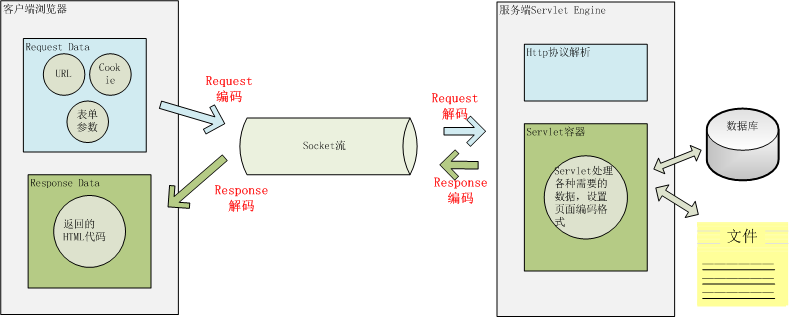 客户端浏览器
Request Data
URL
Cook
ie
表单
参数
Response Data
返回的
HTML代码
Request
编码
Response
解码
Socket流
Request
解码
Response
编码
服务端Servlet Engine
Http协议解析
Servlet容器
Servlet处理
各种需要的
数据，设置
页面编码格
式
数据库
文件